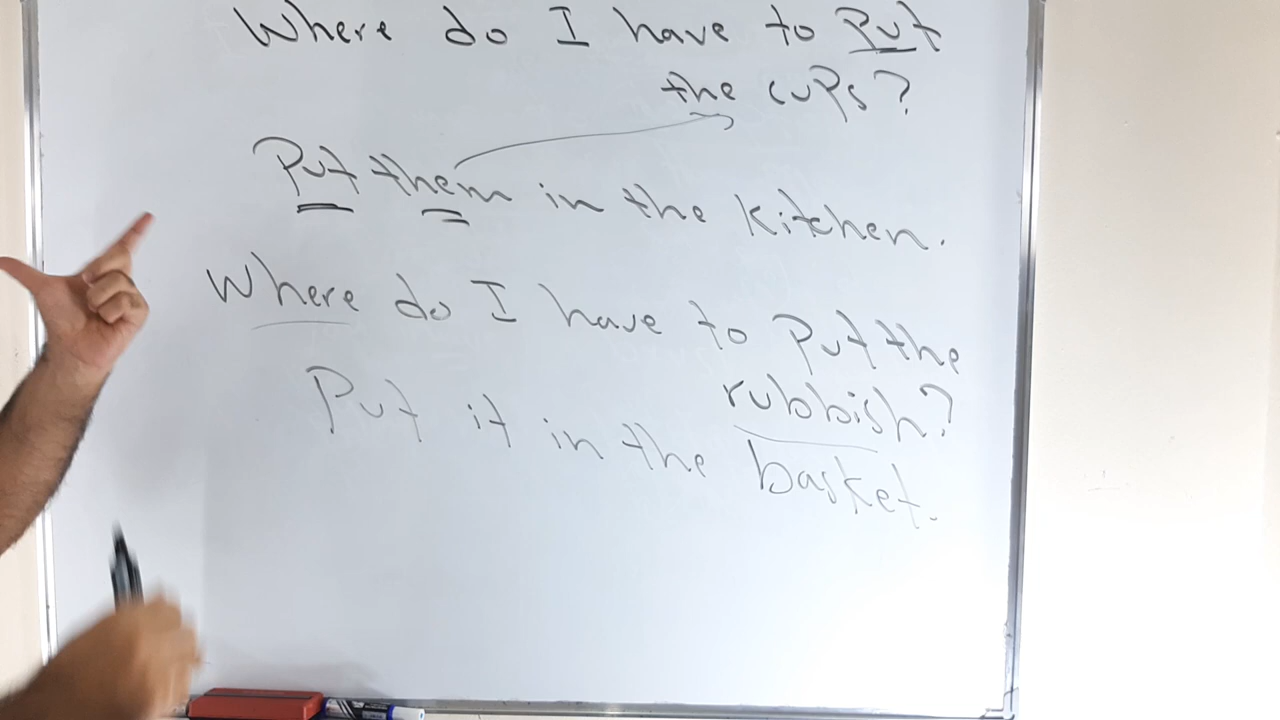 Where do I have to Put
the cups?
Put them in the kitchen.
Where do I have to Put the
rubbish?
Put it in the basket.